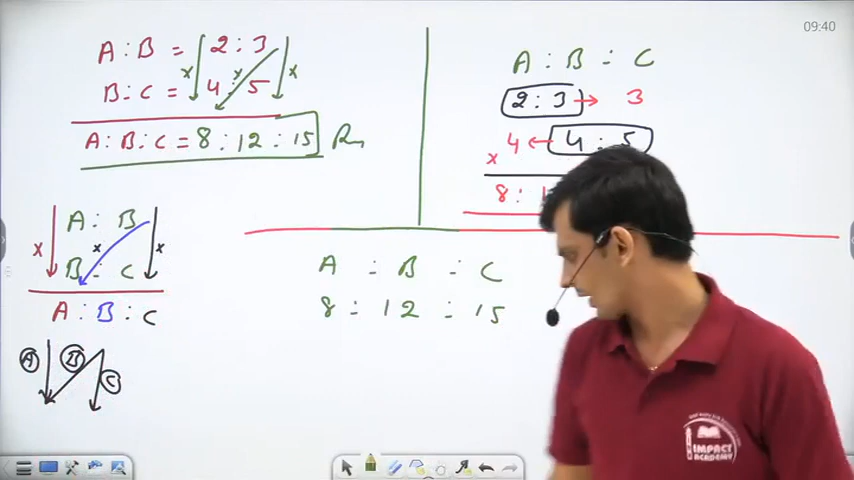 09:40
A : B = 2 : 3
B : C = 4 : 5
A : B : C = 8 : 12 : 15
A : B
B : C
A : B : C
A B C
A : B : C
2 : 3 → 3
4 ← 4 : 5
8 :
A : B : C
8 : 12 : 15
IMPACT
ACADEMY